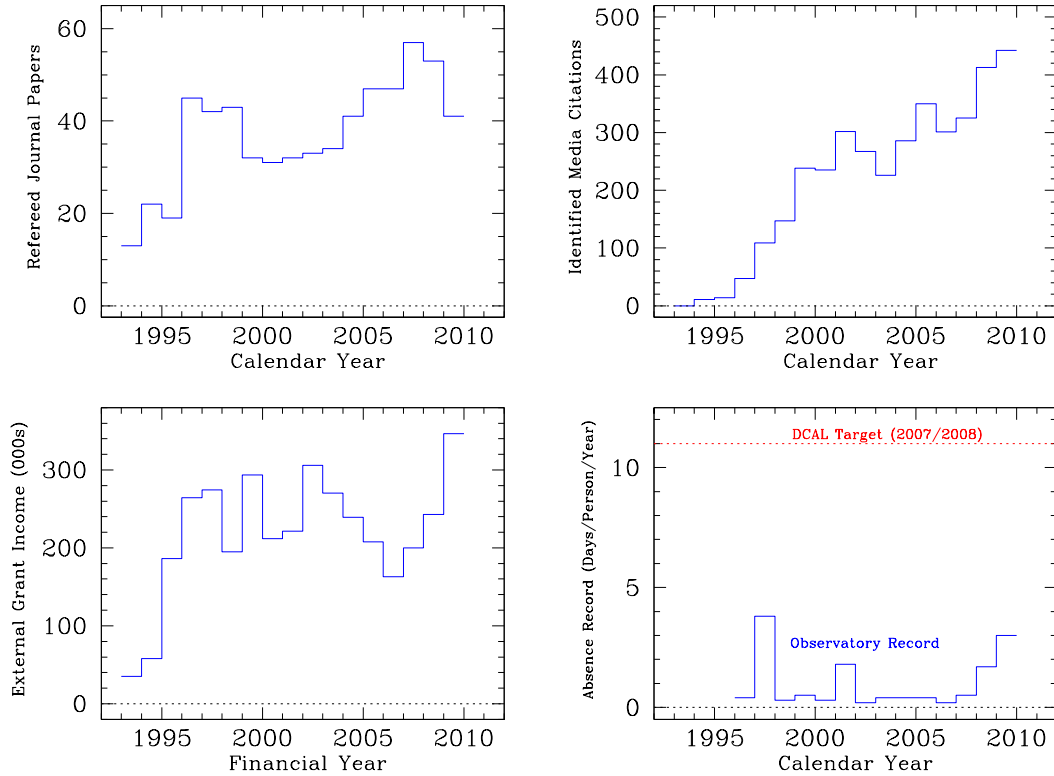 Refereed Journal Papers
60
40
20
0
1995 2000 2005 2010
Calendar Year
Identified Media Citations
500
400
300
200
100
0
1995 2000 2005 2010
Calendar Year
External Grant Income (000s)
300
200
100
0
1995 2000 2005 2010
Financial Year
Absence Record (Days/Person/Year)
10
5
0
DCAL Target (2007/2008)
Observatory Record
1995 2000 2005 2010
Calendar Year